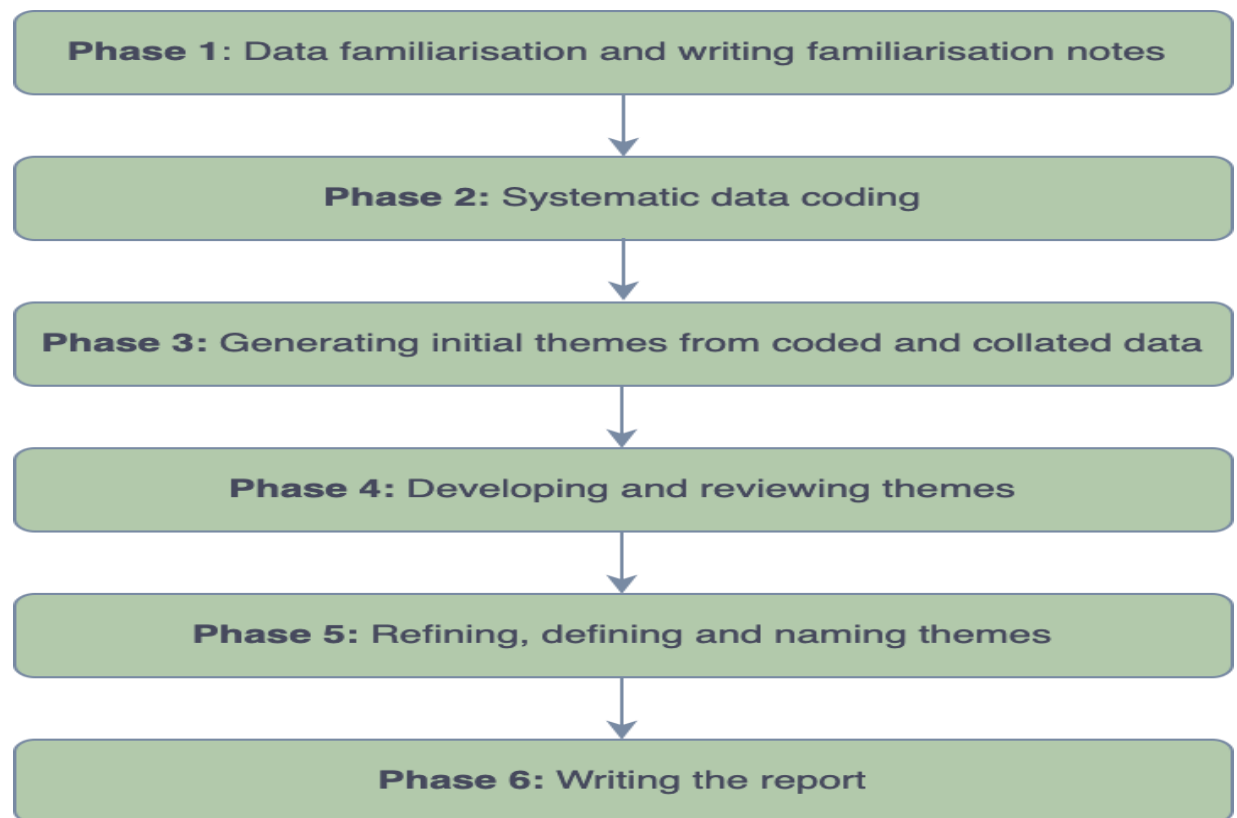 Phase 1: Data familiarisation and writing familiarisation notes
Phase 2: Systematic data coding
Phase 3: Generating initial themes from coded and collated data
Phase 4: Developing and reviewing themes
Phase 5: Refining, defining and naming themes
Phase 6: Writing the report